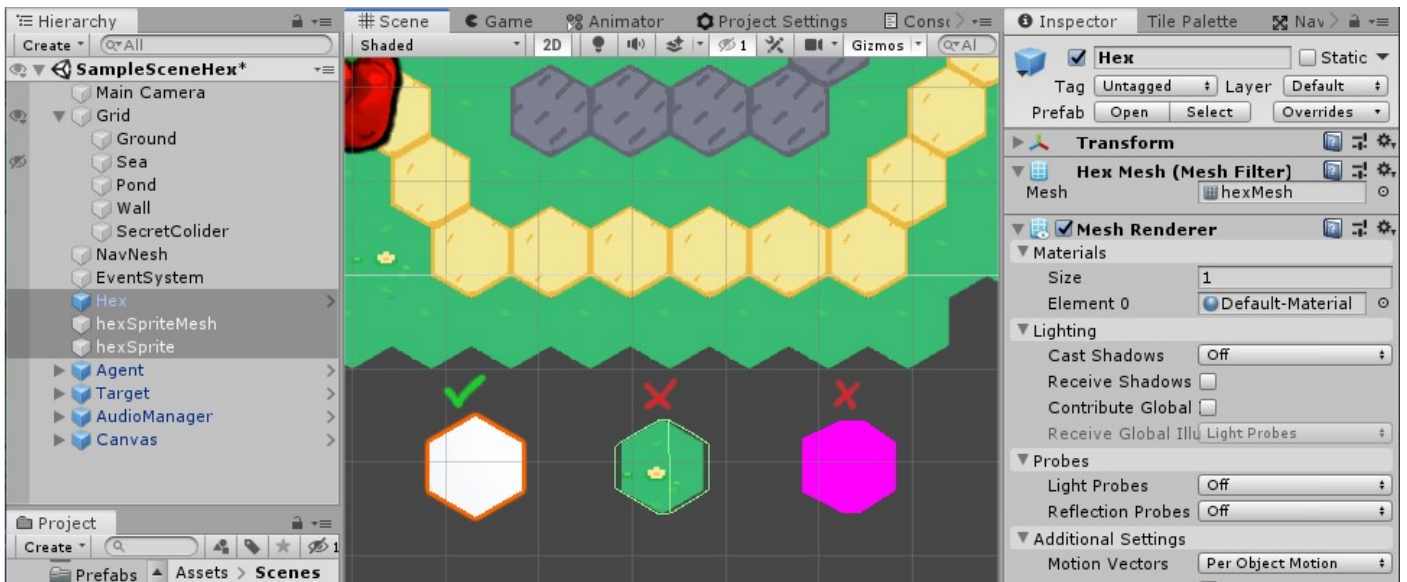 Hierarchy
Create
All
SampleSceneHex*
Main Camera
Grid
Ground
Sea
Pond
Wall
SecretColider
NavNesh
EventSystem
Hex
hexSpriteMesh
hexSprite
Agent
Target
AudioManager
Canvas
Project
Create
1
Prefabs
Assets > Scenes
Scene
Game
Animator
Project Settings
Shaded
2D
1
Gizmos
Al
Inspector
Tile Palette
Nav
Hex
Static
Tag Untagged Layer Default
Prefab Open Select Overrides
Transform
Hex Mesh (Mesh Filter)
Mesh hexMesh
Mesh Renderer
Materials
Size 1
Element 0 Default-Material
Lighting
Cast Shadows Off
Receive Shadows
Contribute Global
Receive Global Illu Light Probes
Probes
Light Probes Off
Reflection Probes Off
Additional Settings
Motion Vectors Per Object Motion